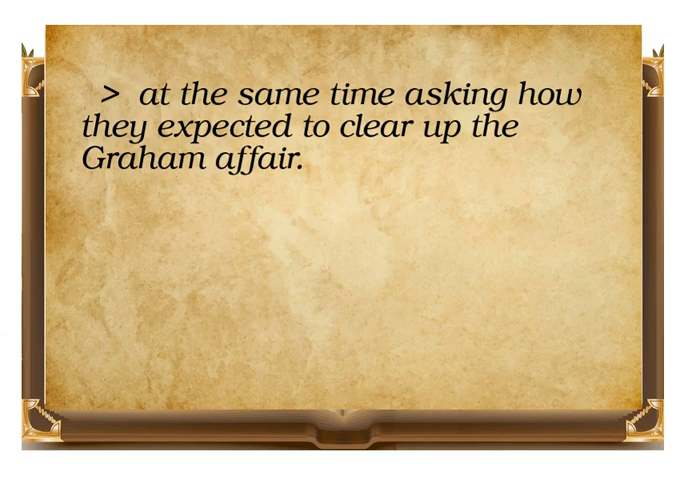 > at the same time asking how
they expected to clear up the
Graham affair.